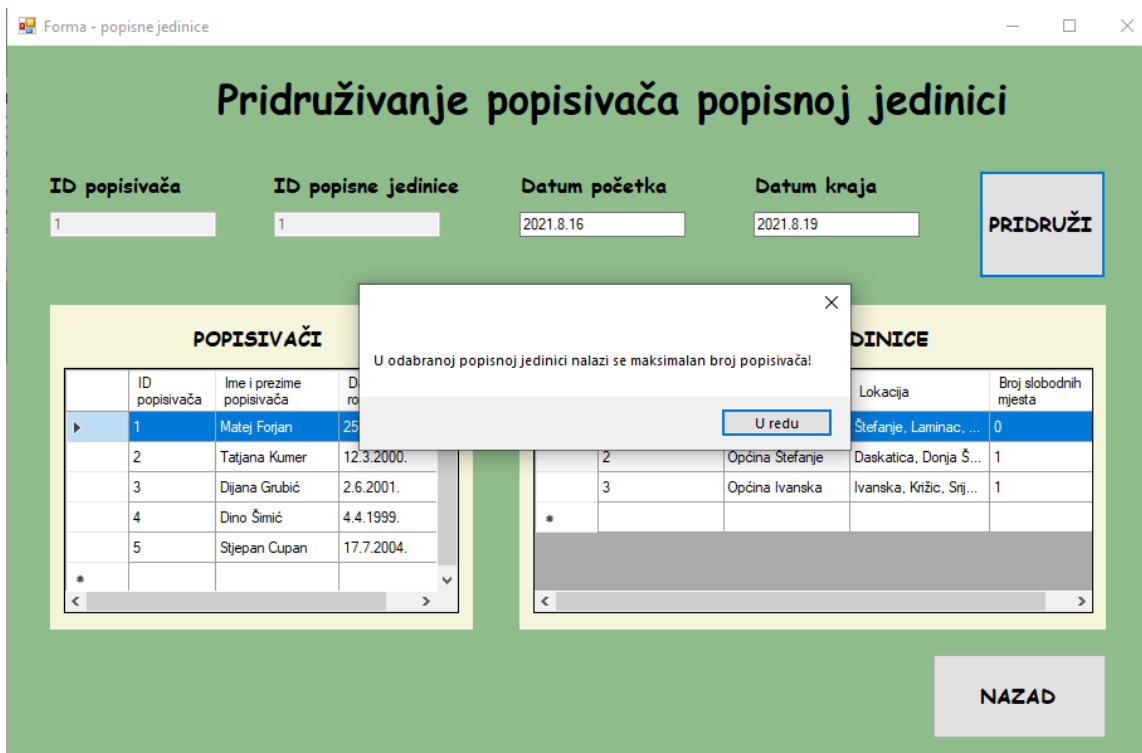 Forma - popisne jedinice
Pridruživanje popisivača popisnoj jedinici
ID popisivača ID popisne jedinice Datum početka Datum kraja
1 1 2021.8.16 2021.8.19
PRIDRUŽI
U odabranoj popisnoj jedinici nalazi se maksimalan broj popisivača!
U redu
POPISIVAČI
ID popisivača Ime i prezime popisivača
1 Matej Forjan 25
2 Tatjana Kumer 12.3.2000.
3 Dijana Grubić 2.6.2001.
4 Dino Šimić 4.4.1999.
5 Stjepan Cupan 17.7.2004.
DINICE
Lokacija Broj slobodnih mjesta
Štefanje, Laminac, ... 0
2 Općina Štefanje Daskatica, Donja Š... 1
3 Općina Ivanska Ivanska, Križic, Srij... 1
NAZAD